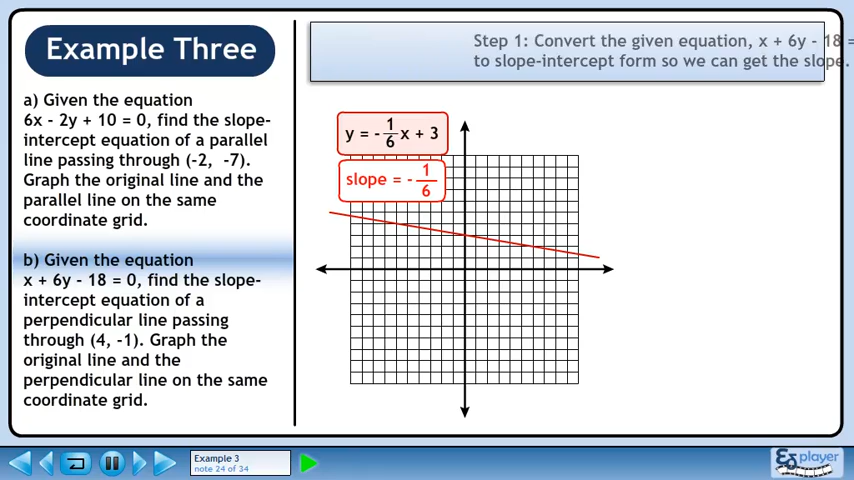 Example Three
a) Given the equation
6x - 2y + 10 = 0, find the slope-
intercept equation of a parallel
line passing through (-2, -7).
Graph the original line and the
parallel line on the same
coordinate grid.
b) Given the equation
x + 6y - 18 = 0, find the slope-
intercept equation of a
perpendicular line passing
through (4, -1). Graph the
original line and the
perpendicular line on the same
coordinate grid.
Step 1: Convert the given equation, x + 6y - 18 =
to slope-intercept form so we can get the slope.
y = -1/6 x + 3
slope = -1/6
Example 3
note 24 of 34
player